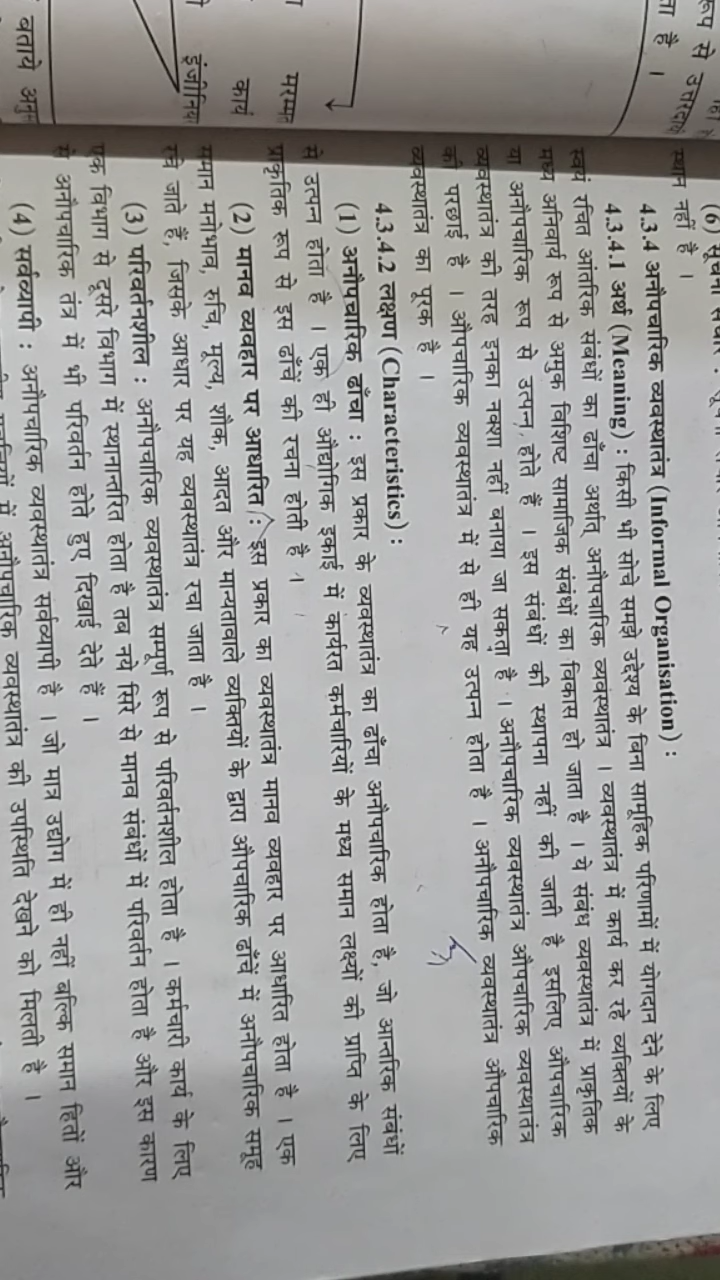 रूप से उत्तरदायी
ता है ।
मरम्मत
कार्य
इंजीनियर
बताये अनुसार
(6) सूचना संचार :
स्थान नहीं है ।
4.3.4 अनौपचारिक व्यवस्थातंत्र (Informal Organisation) :
4.3.4.1 अर्थ (Meaning) : किसी भी सोचे समझे उद्देश्य के बिना सामूहिक परिणामों में योगदान देने के लिए
स्वयं रचित आंतरिक संबंधों का ढाँचा अर्थात् अनौपचारिक व्यवस्थातंत्र । व्यवस्थातंत्र में कार्य कर रहे व्यक्तियों के
मध्य अनिवार्य रूप से अमुक विशिष्ट सामाजिक संबंधों का विकास हो जाता है । ये संबंध व्यवस्थातंत्र में प्राकृतिक
या अनौपचारिक रूप से उत्पन्न होते हैं । इस संबंधों की स्थापना नहीं की जाती है इसलिए औपचारिक
व्यवस्थातंत्र की तरह इनका नक्शा नहीं बनाया जा सकता है । अनौपचारिक व्यवस्थातंत्र औपचारिक व्यवस्थातंत्र
की परछाई है । औपचारिक व्यवस्थातंत्र में से ही यह उत्पन्न होता है । अनौपचारिक व्यवस्थातंत्र औपचारिक
व्यवस्थातंत्र का पूरक है ।
4.3.4.2 लक्षण (Characteristics) :
(1) अनौपचारिक ढाँचा : इस प्रकार के व्यवस्थातंत्र का ढाँचा अनौपचारिक होता है, जो आन्तरिक संबंधों
से उत्पन्न होता है । एक ही औद्योगिक इकाई में कार्यरत कर्मचारियों के मध्य समान लक्ष्यों की प्राप्ति के लिए
प्राकृतिक रूप से इस ढाँचें की रचना होती है ।
(2) मानव व्यवहार पर आधारित : इस प्रकार का व्यवस्थातंत्र मानव व्यवहार पर आधारित होता है । एक
समान मनोभाव, रुचि, मूल्य, शौक, आदत और मान्यतावाले व्यक्तियों के द्वारा औपचारिक ढाँचें में अनौपचारिक समूह
रचे जाते हैं, जिसके आधार पर यह व्यवस्थातंत्र रचा जाता है ।
(3) परिवर्तनशील : अनौपचारिक व्यवस्थातंत्र सम्पूर्ण रूप से परिवर्तनशील होता है । कर्मचारी कार्य के लिए
एक विभाग से दूसरे विभाग में स्थानान्तरित होता है तब नये सिरे से मानव संबंधों में परिवर्तन होता है और इस कारण
से अनौपचारिक तंत्र में भी परिवर्तन होते हुए दिखाई देते हैं ।
(4) सर्वव्यापी : अनौपचारिक व्यवस्थातंत्र सर्वव्यापी है । जो मात्र उद्योग में ही नहीं बल्कि समान हितों और
में अनौपचारिक व्यवस्थातंत्र की उपस्थिति देखने को मिलती है ।